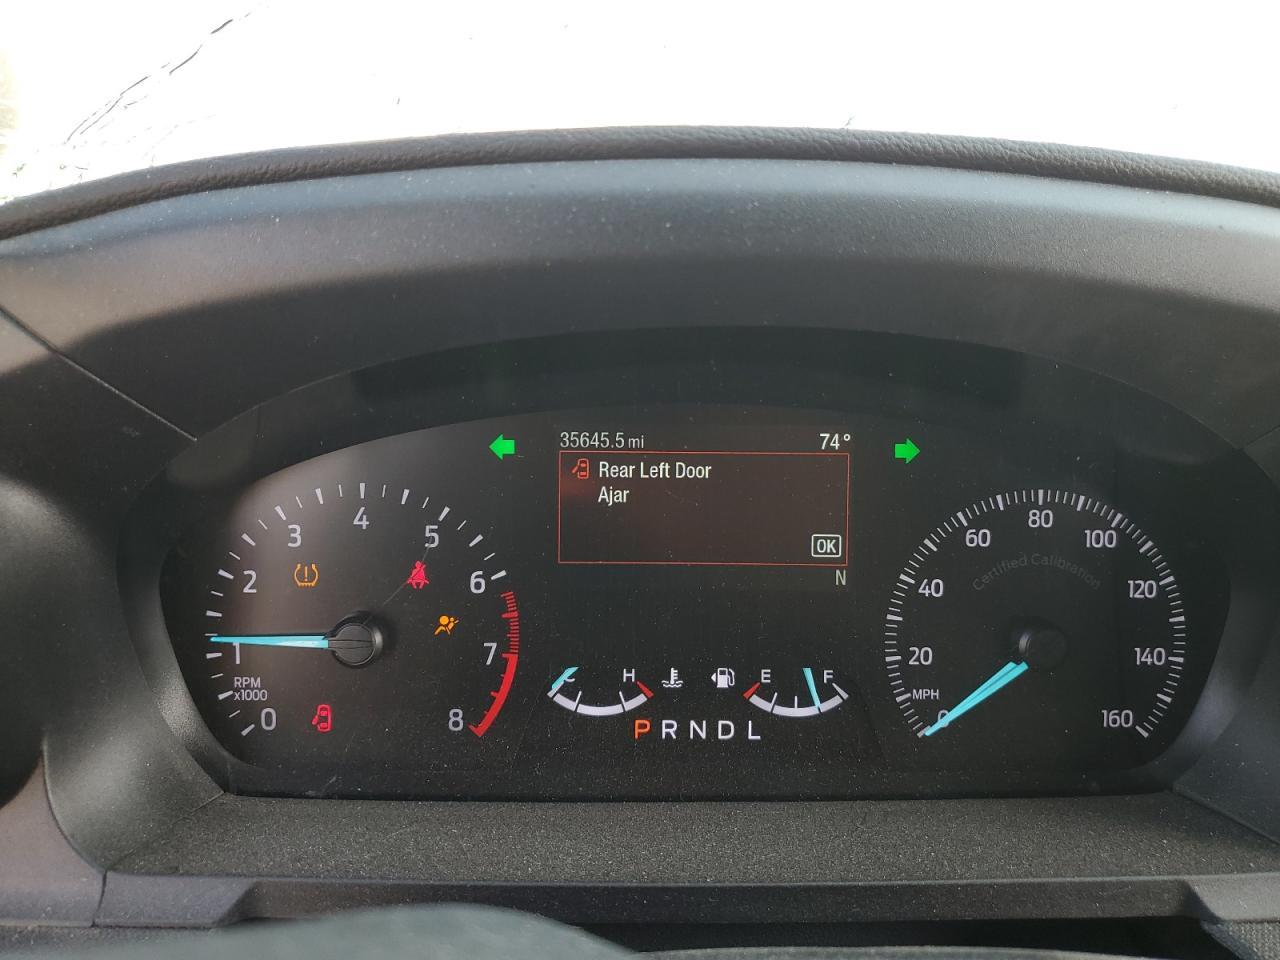 35645.5 mi 74°
Rear Left Door
Ajar
OK
N
0 1 2 3 4 5 6 7 8
RPM
x1000
C H
E F
P R N D L
0 20 40 60 80 100 120 140 160
MPH
Certified Calibration